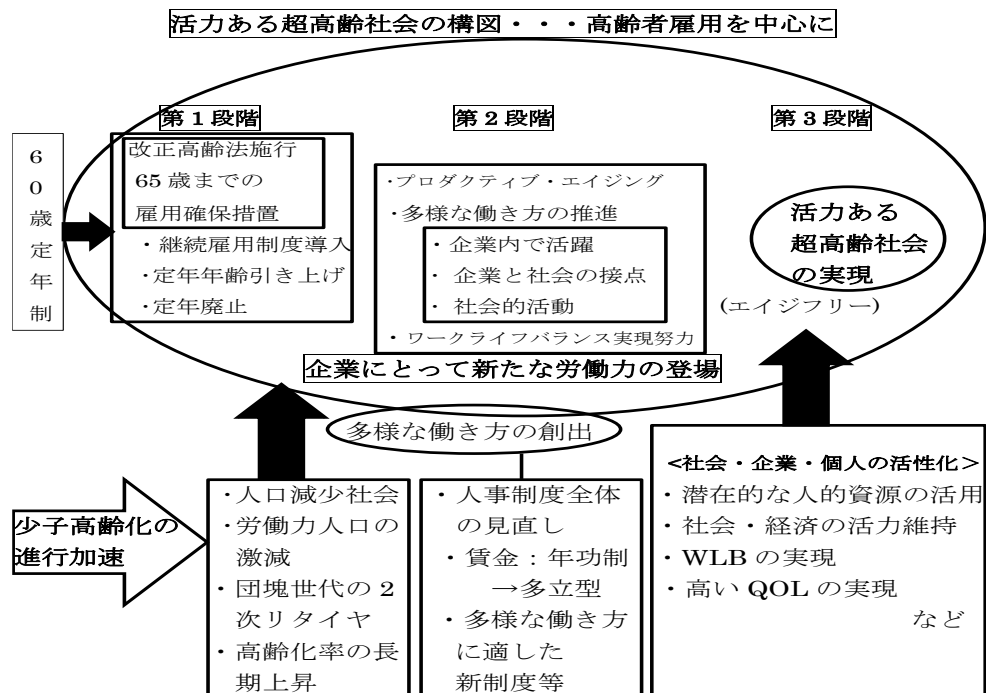 活力ある超高齢社会の構図・・・高齢者雇用を中心に
第1段階
第2段階
第3段階
60歳定年制
改正高齢法施行
65歳までの
雇用確保措置
・継続雇用制度導入
・定年年齢引き上げ
・定年廃止
・プロダクティブ・エイジング
・多様な働き方の推進
・企業内で活躍
・企業と社会の接点
・社会的活動
・ワークライフバランス実現努力
活力ある
超高齢社会
の実現
(エイジフリー)
企業にとって新たな労働力の登場
多様な働き方の創出
少子高齢化の
進行加速
・人口減少社会
・労働力人口の
激減
・団塊世代の2
次リタイヤ
・高齢化率の長
期上昇
・人事制度全体
の見直し
・賃金：年功制
→多立型
・多様な働き方
に適した
新制度等
<社会・企業・個人の活性化>
・潜在的な人的資源の活用
・社会・経済の活力維持
・WLBの実現
・高いQOLの実現
など